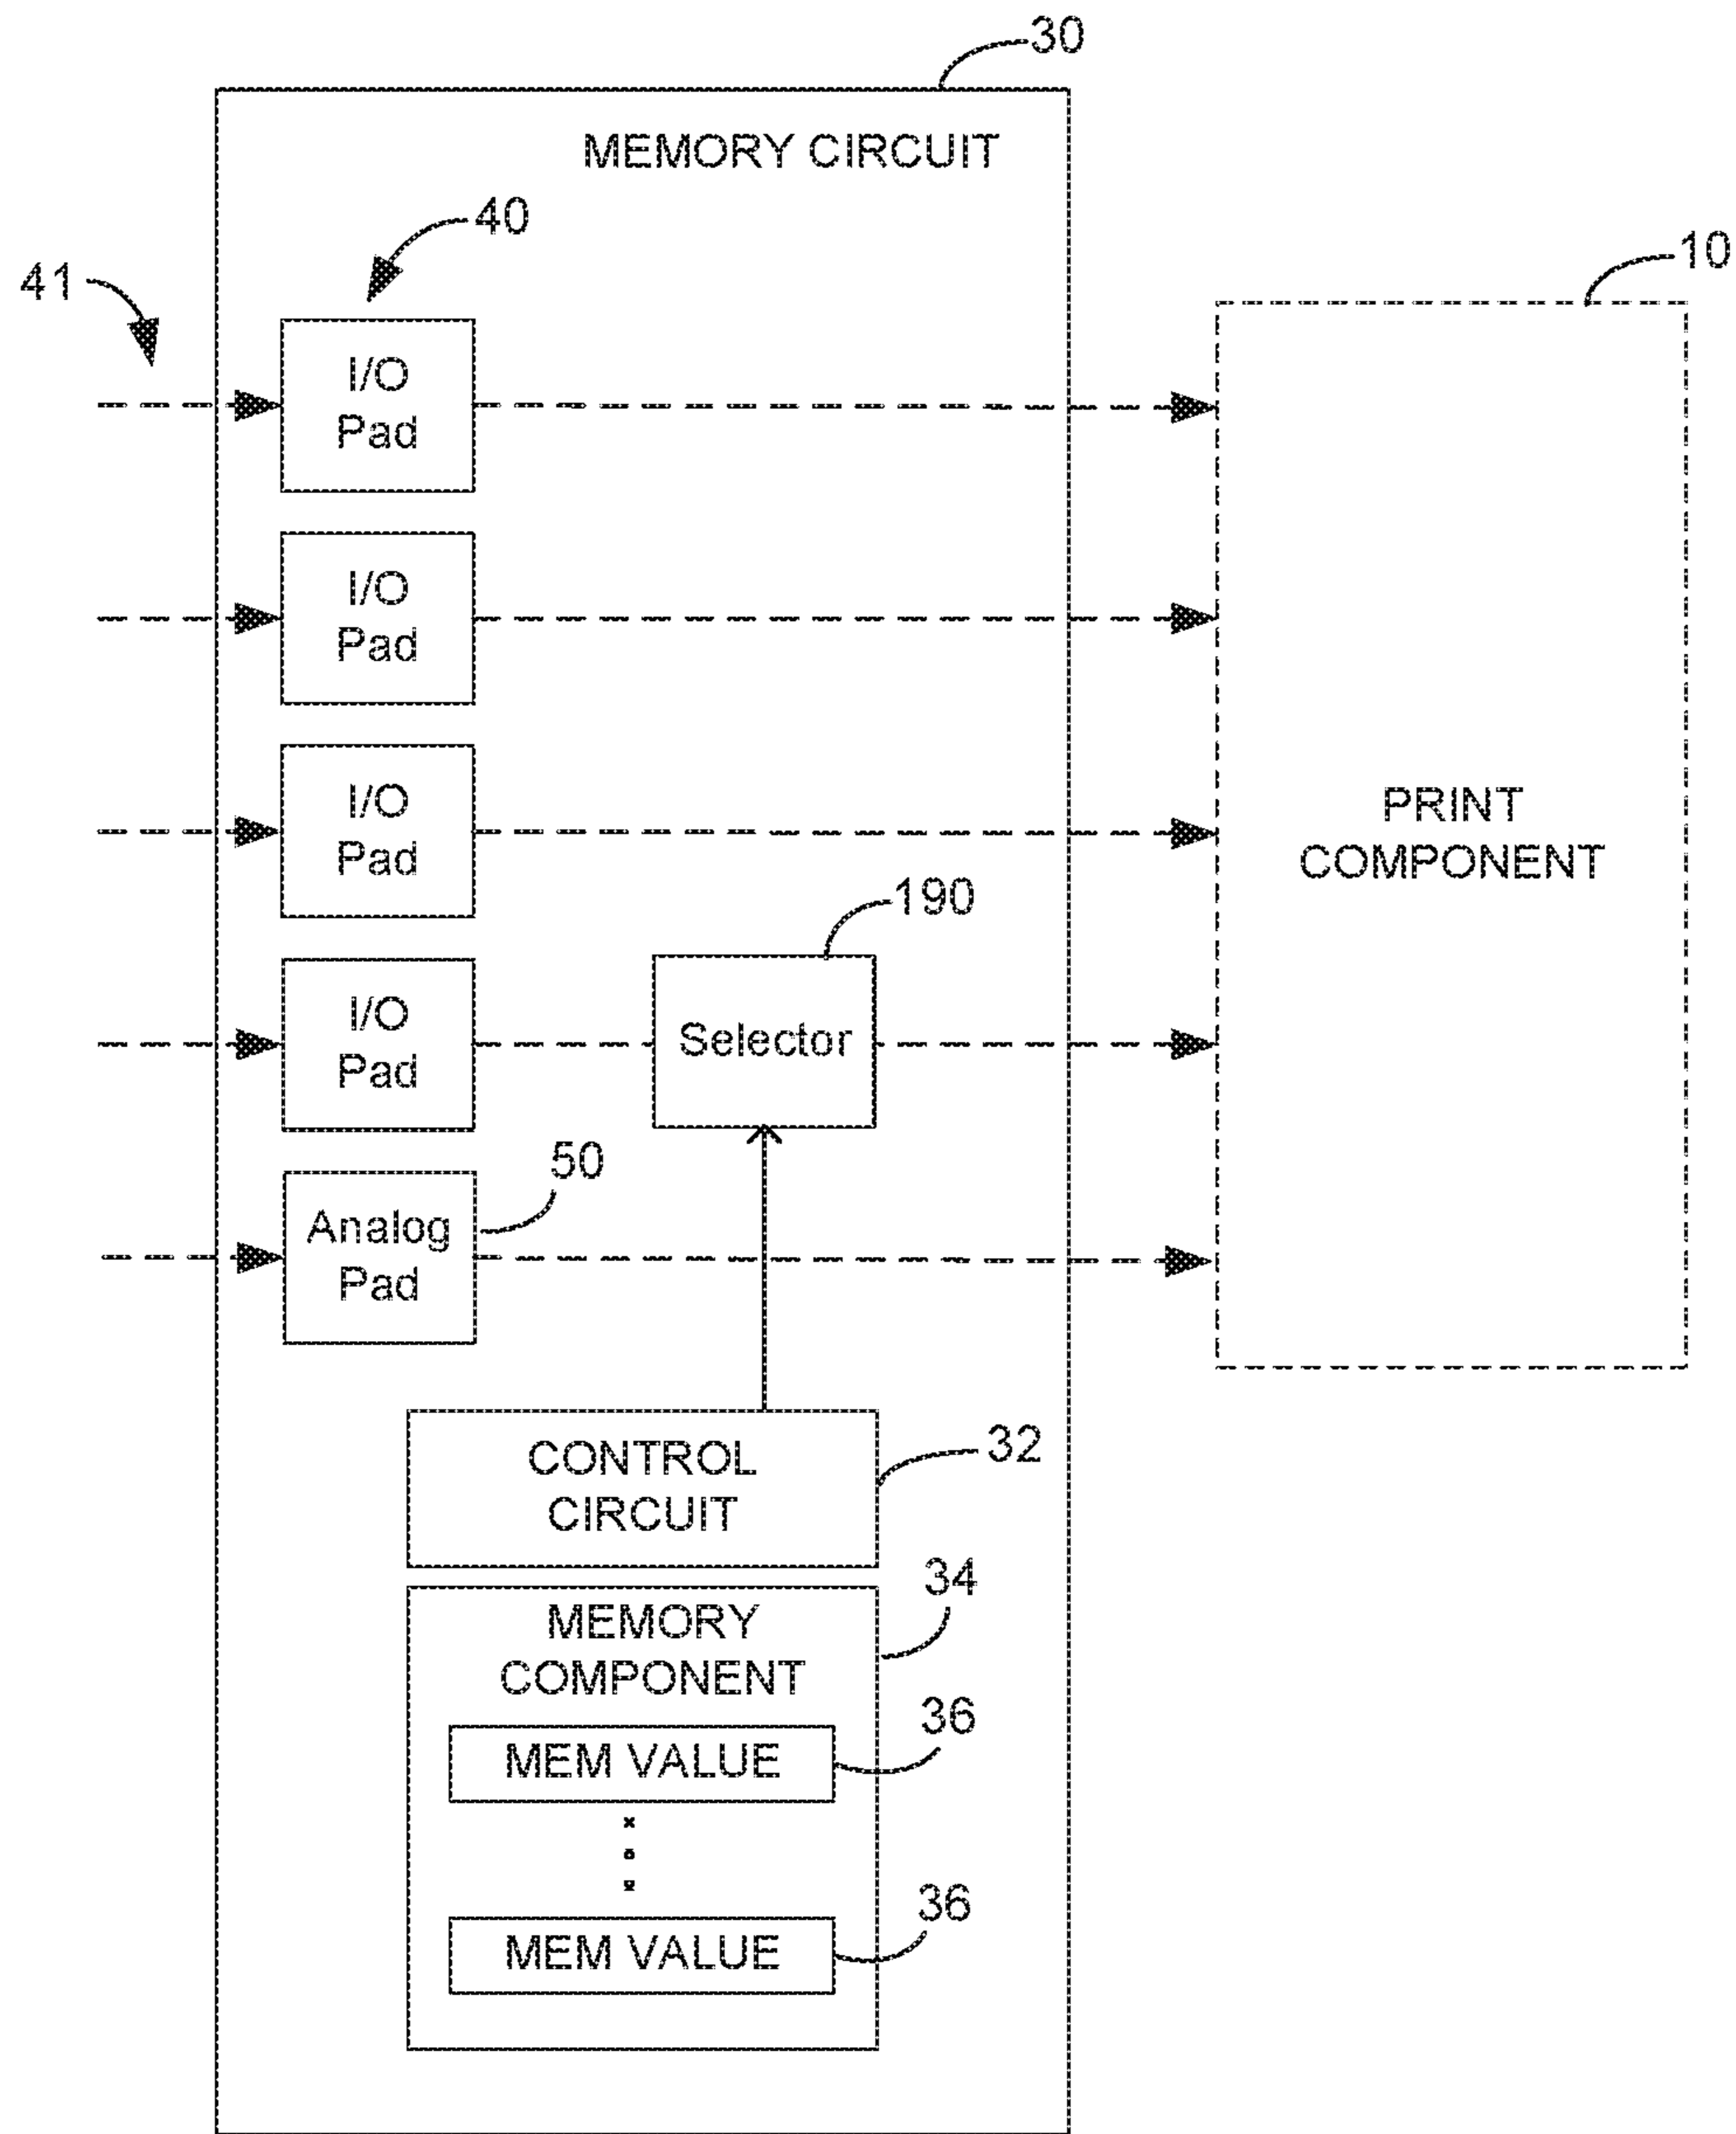 30
MEMORY CIRCUIT
40
10
41
I/O
Pad
I/O
Pad
I/O
Pad
PRINT
COMPONENT
190
I/O
Pad
Selector
50
Analog
Pad
CONTROL
CIRCUIT
32
34
MEMORY
COMPONENT
36
MEM VALUE
36
MEM VALUE